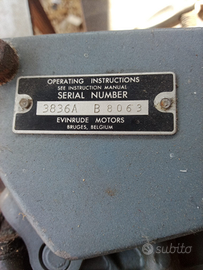 OPERATING INSTRUCTIONS
SEE INSTRUCTION MANUAL
SERIAL NUMBER
3836A B8063
EVINRUDE MOTORS
BRUGES, BELGIUM
subito